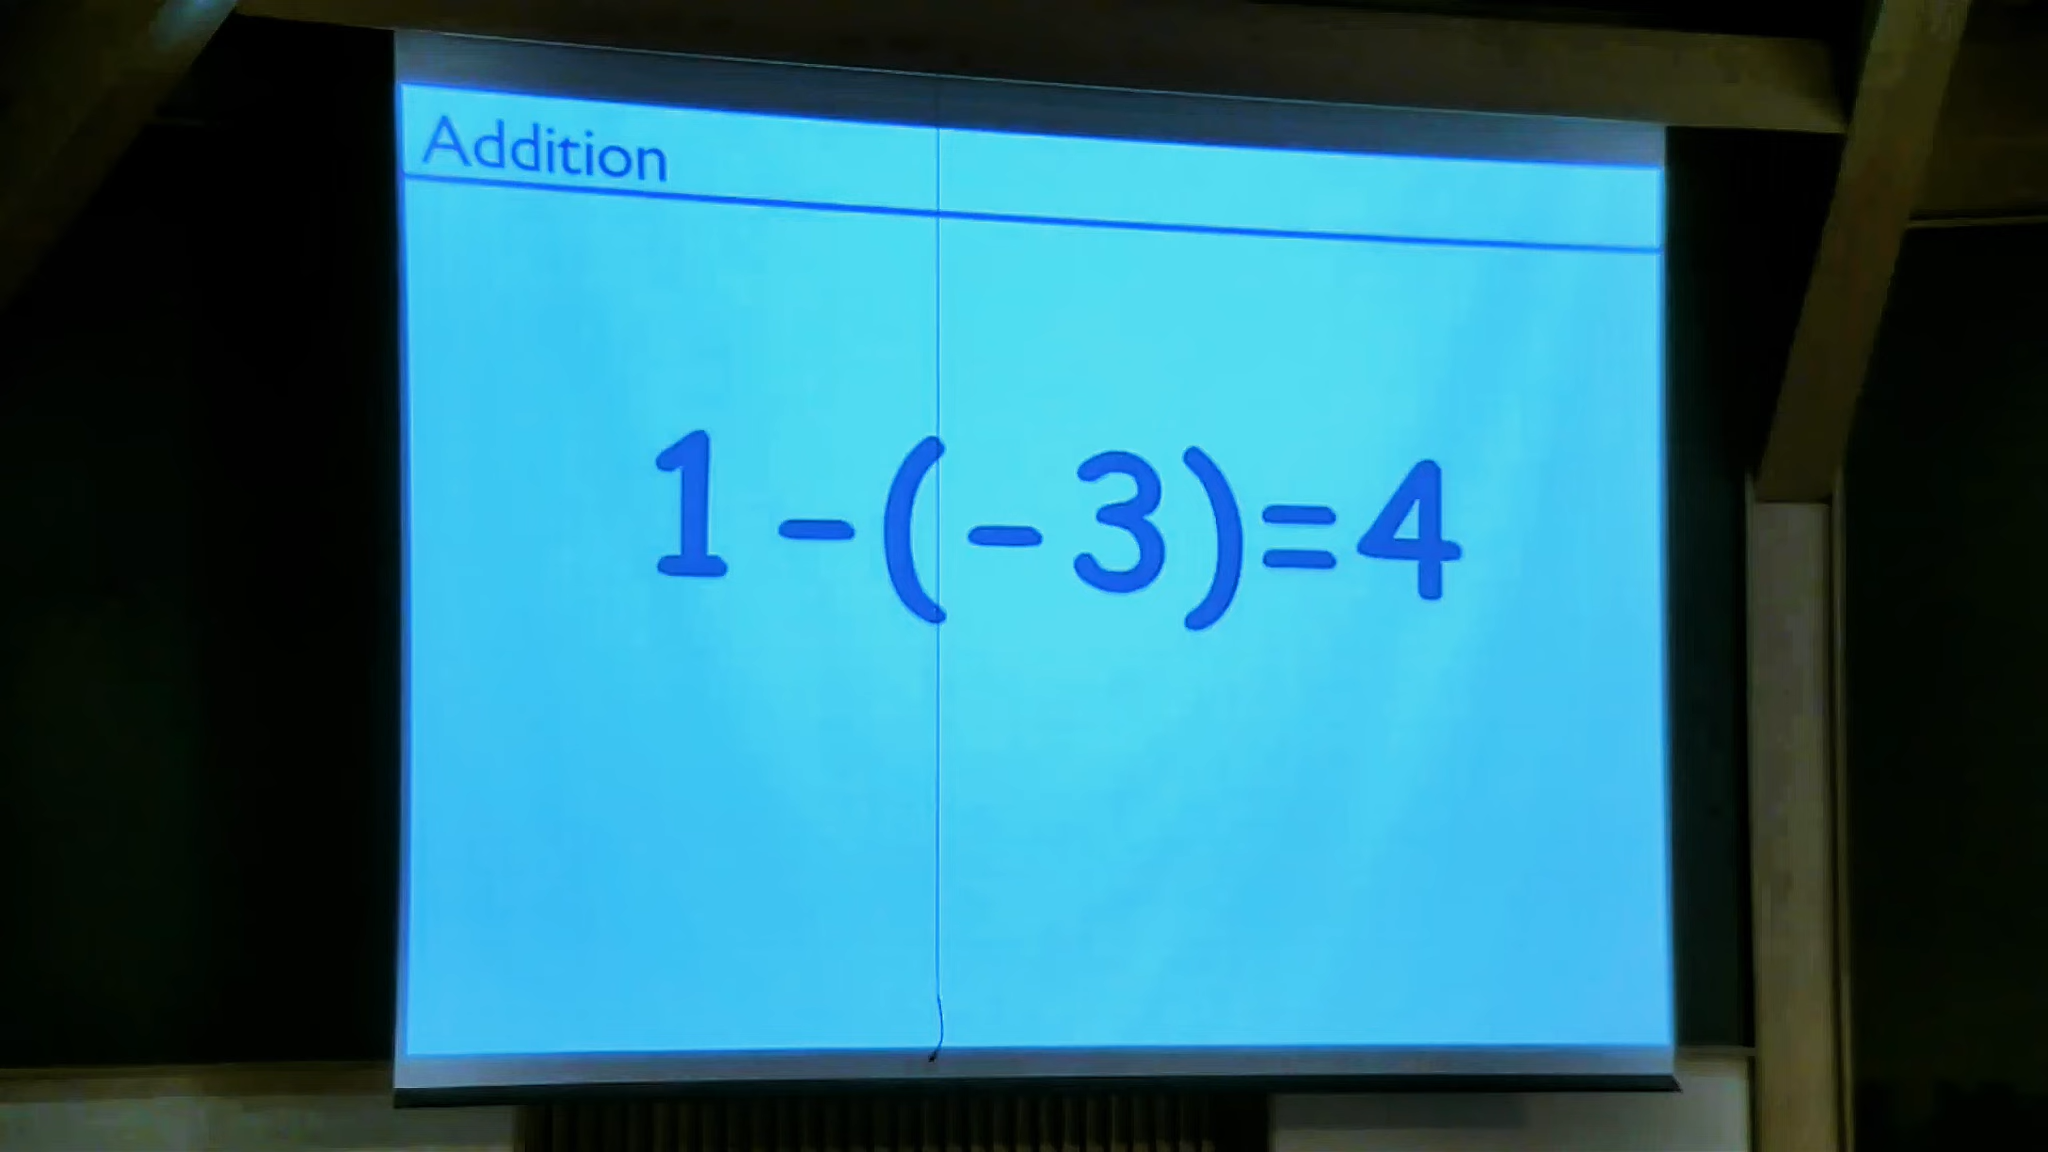 Addition
1 - (- 3) = 4